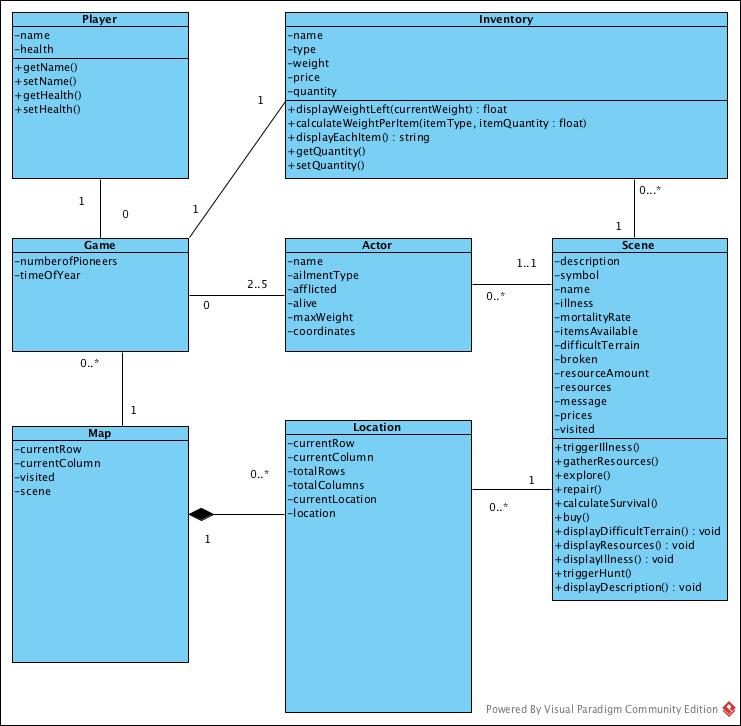 Player
-name
-health
+getName()
+setName()
+getHealth()
+setHealth()
Inventory
-name
-type
-weight
-price
-quantity
+displayWeightLeft(currentWeight) : float
+calculateWeightPerItem(itemType, itemQuantity : float)
+displayEachItem() : string
+getQuantity()
+setQuantity()
1
1
1
0
0...*
1
Game
-numberofPioneers
-timeOfYear
2..5
0
Actor
-name
-ailmentType
-afflicted
-alive
-maxWeight
-coordinates
1..1
0..*
Scene
-description
-symbol
-name
-illness
-mortalityRate
-itemsAvailable
-difficultTerrain
-broken
-resourceAmount
-resources
-message
-prices
-visited
+triggerIllness()
+gatherResources()
+explore()
+repair()
+calculateSurvival()
+buy()
+displayDifficultTerrain() : void
+displayResources() : void
+displayIllness() : void
+triggerHunt()
+displayDescription() : void
0..*
1
Map
-currentRow
-currentColumn
-visited
-scene
0..*
1
Location
-currentRow
-currentColumn
-totalRows
-totalColumns
-currentLocation
-location
1
0..*
Powered By Visual Paradigm Community Edition